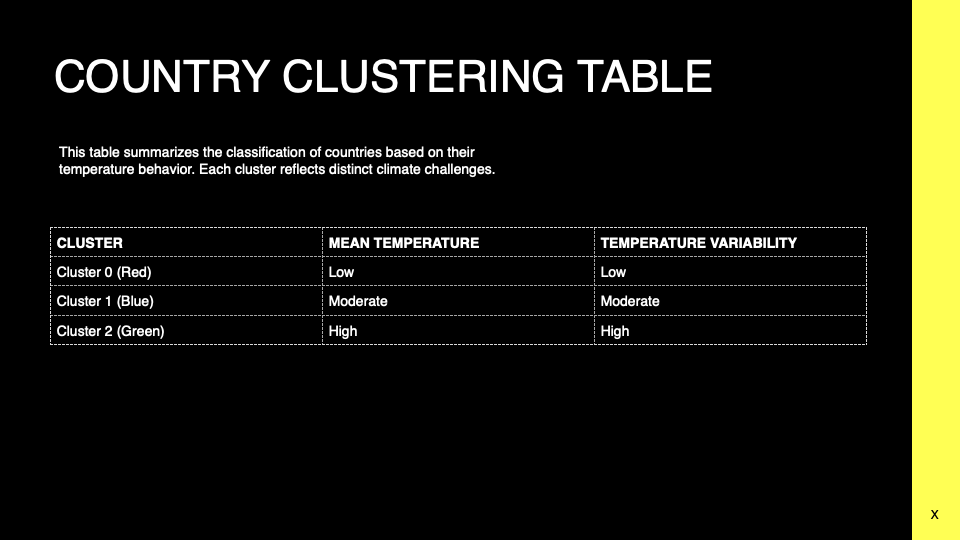 COUNTRY CLUSTERING TABLE
This table summarizes the classification of countries based on their
temperature behavior. Each cluster reflects distinct climate challenges.
CLUSTER MEAN TEMPERATURE TEMPERATURE VARIABILITY
Cluster 0 (Red) Low Low
Cluster 1 (Blue) Moderate Moderate
Cluster 2 (Green) High High
X